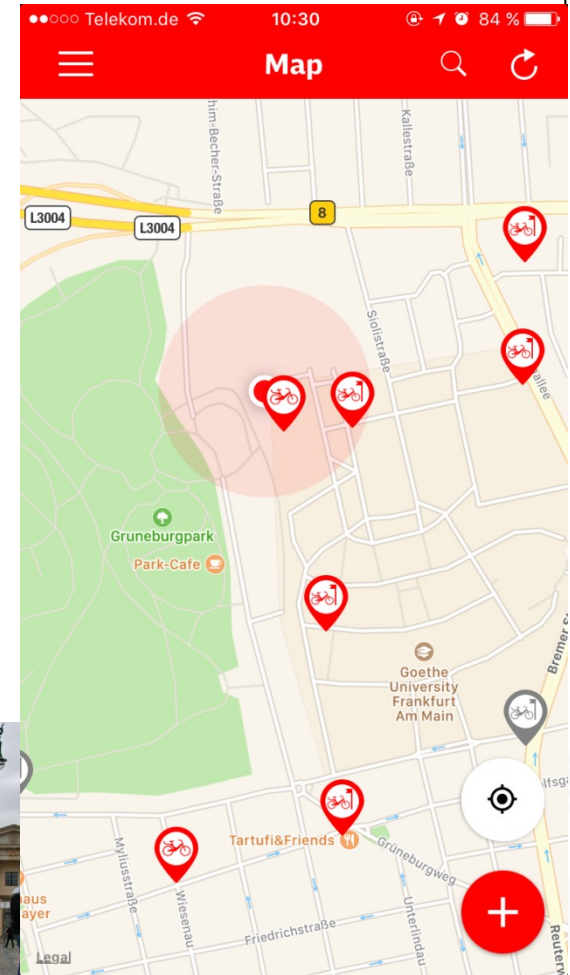 Telekom.de 10:30 84 %
Map
him-Becher-Straße
Kallestraße
L3004
L3004
8
Siolistraße
allee
Gruneburgpark
Park-Cafe
Goethe
University
Frankfurt
Am Main
Bremer S
olfsga
Tartufi&Friends
Grüneburgweg
Myliusstraße
Wiesenau
aus
ayer
Friedrichstraße
Unterlindau
Reuterw
Legal